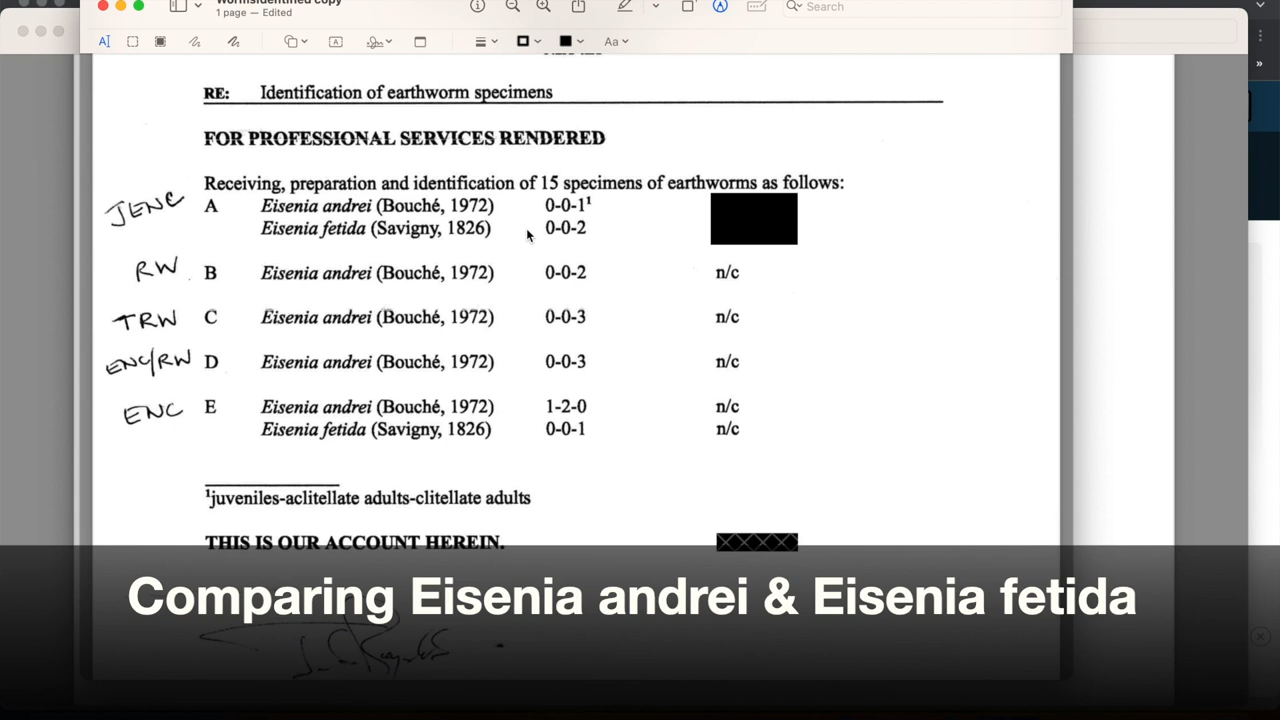 Wormsidentified copy
1 page — Edited
Search
Aa
RE: Identification of earthworm specimens
FOR PROFESSIONAL SERVICES RENDERED
Receiving, preparation and identification of 15 specimens of earthworms as follows:
JENC A Eisenia andrei (Bouché, 1972) 0-0-1¹
Eisenia fetida (Savigny, 1826) 0-0-2
RW B Eisenia andrei (Bouché, 1972) 0-0-2 n/c
TRW C Eisenia andrei (Bouché, 1972) 0-0-3 n/c
ENC/RW D Eisenia andrei (Bouché, 1972) 0-0-3 n/c
ENC E Eisenia andrei (Bouché, 1972) 1-2-0 n/c
Eisenia fetida (Savigny, 1826) 0-0-1 n/c
¹juveniles-aclitellate adults-clitellate adults
THIS IS OUR ACCOUNT HEREIN.
Comparing Eisenia andrei & Eisenia fetida